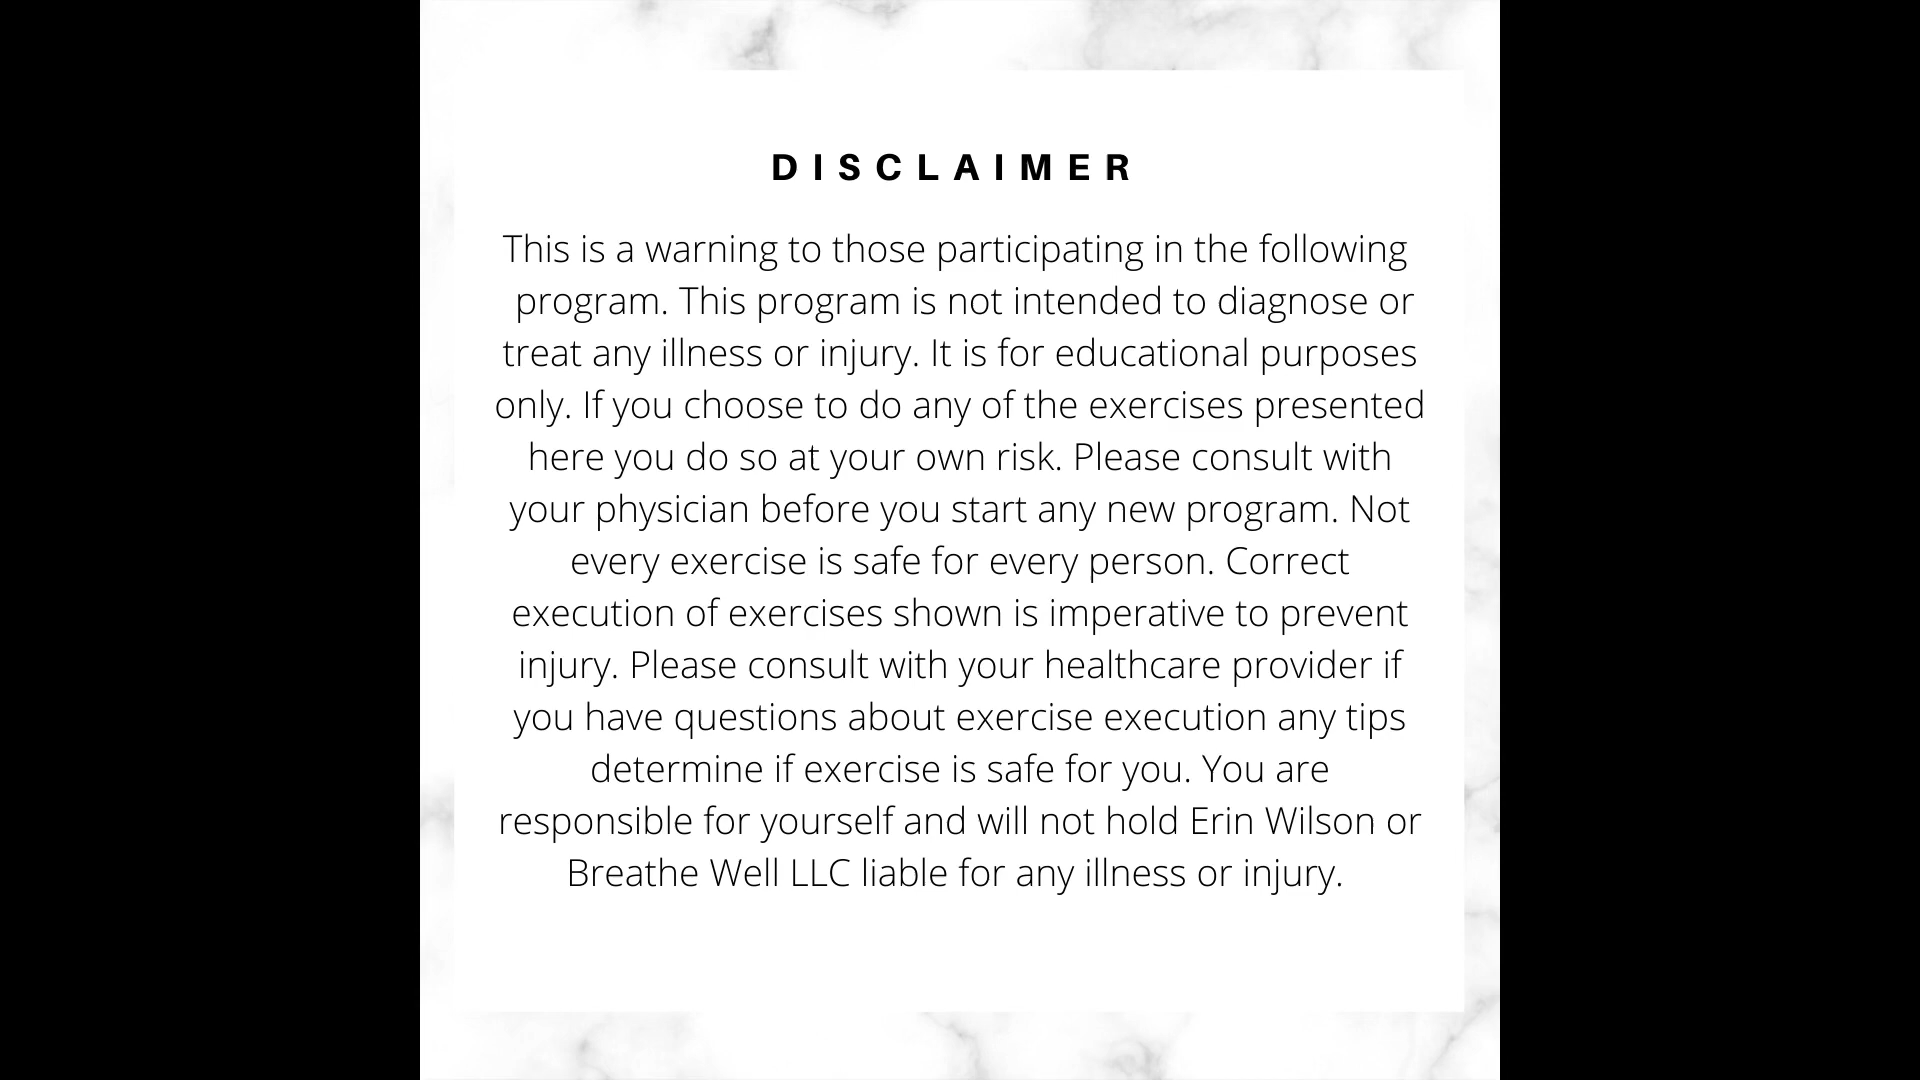 DISCLAIMER
This is a warning to those participating in the following
program. This program is not intended to diagnose or
treat any illness or injury. It is for educational purposes
only. If you choose to do any of the exercises presented
here you do so at your own risk. Please consult with
your physician before you start any new program. Not
every exercise is safe for every person. Correct
execution of exercises shown is imperative to prevent
injury. Please consult with your healthcare provider if
you have questions about exercise execution any tips
determine if exercise is safe for you. You are
responsible for yourself and will not hold Erin Wilson or
Breathe Well LLC liable for any illness or injury.